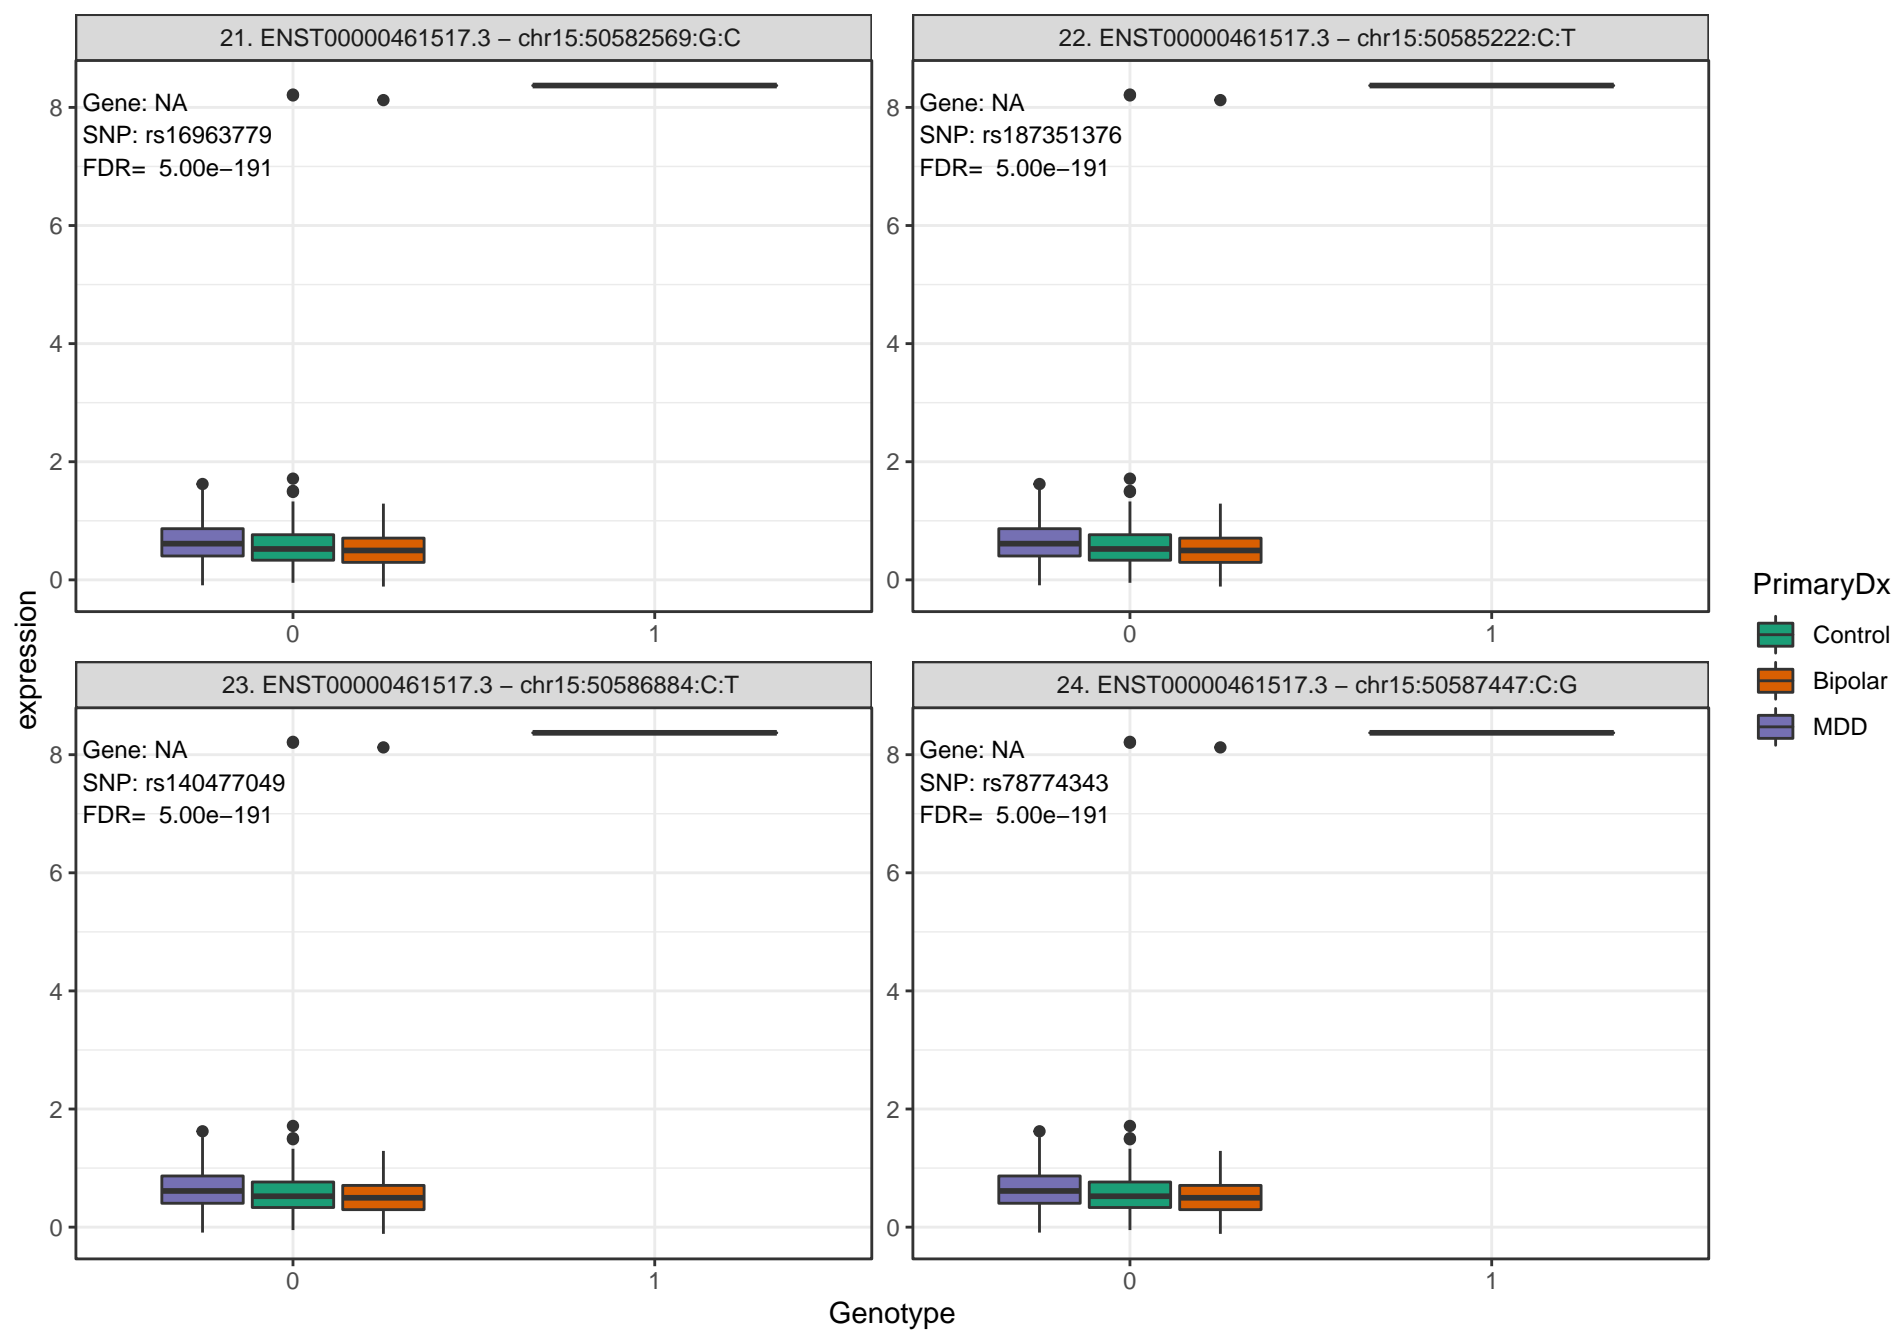 21. ENST00000461517.3 – chr15:50582569:G:C
Gene: NA
SNP: rs16963779
FDR=  5.00e−191
8
6
4
2
0
0
1
22. ENST00000461517.3 – chr15:50585222:C:T
Gene: NA
SNP: rs187351376
FDR=  5.00e−191
8
6
4
2
0
0
1
23. ENST00000461517.3 – chr15:50586884:C:T
Gene: NA
SNP: rs140477049
FDR=  5.00e−191
8
6
4
2
0
0
1
24. ENST00000461517.3 – chr15:50587447:C:G
Gene: NA
SNP: rs78774343
FDR=  5.00e−191
8
6
4
2
0
0
1
expression
Genotype
PrimaryDx
Control
Bipolar
MDD